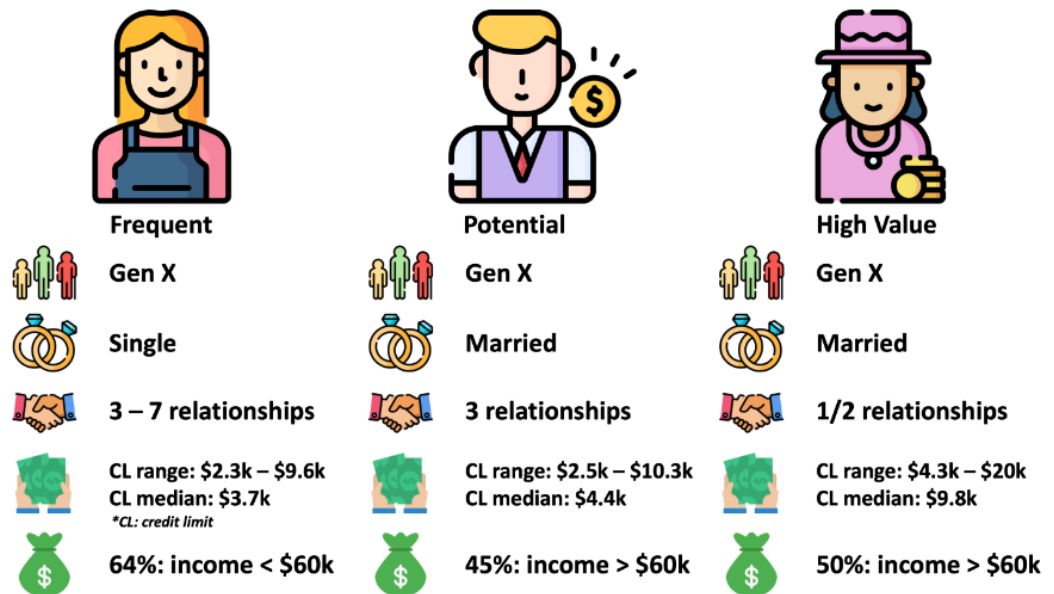 Frequent
Potential
High Value
Gen X
Gen X
Gen X
Single
Married
Married
3 – 7 relationships
3 relationships
1/2 relationships
CL range: $2.3k – $9.6k
CL median: $3.7k
*CL: credit limit
CL range: $2.5k – $10.3k
CL median: $4.4k
CL range: $4.3k – $20k
CL median: $9.8k
64%: income < $60k
45%: income > $60k
50%: income > $60k